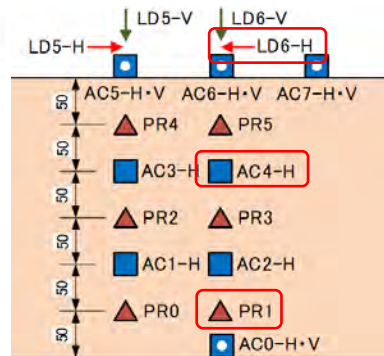 LD5-V LD6-V
LD5-H LD6-H
AC5-H・V AC6-H・V AC7-H・V
50
PR4 PR5
50
AC3-H AC4-H
50
PR2 PR3
50
AC1-H AC2-H
50
PR0 PR1
50
AC0-H・V